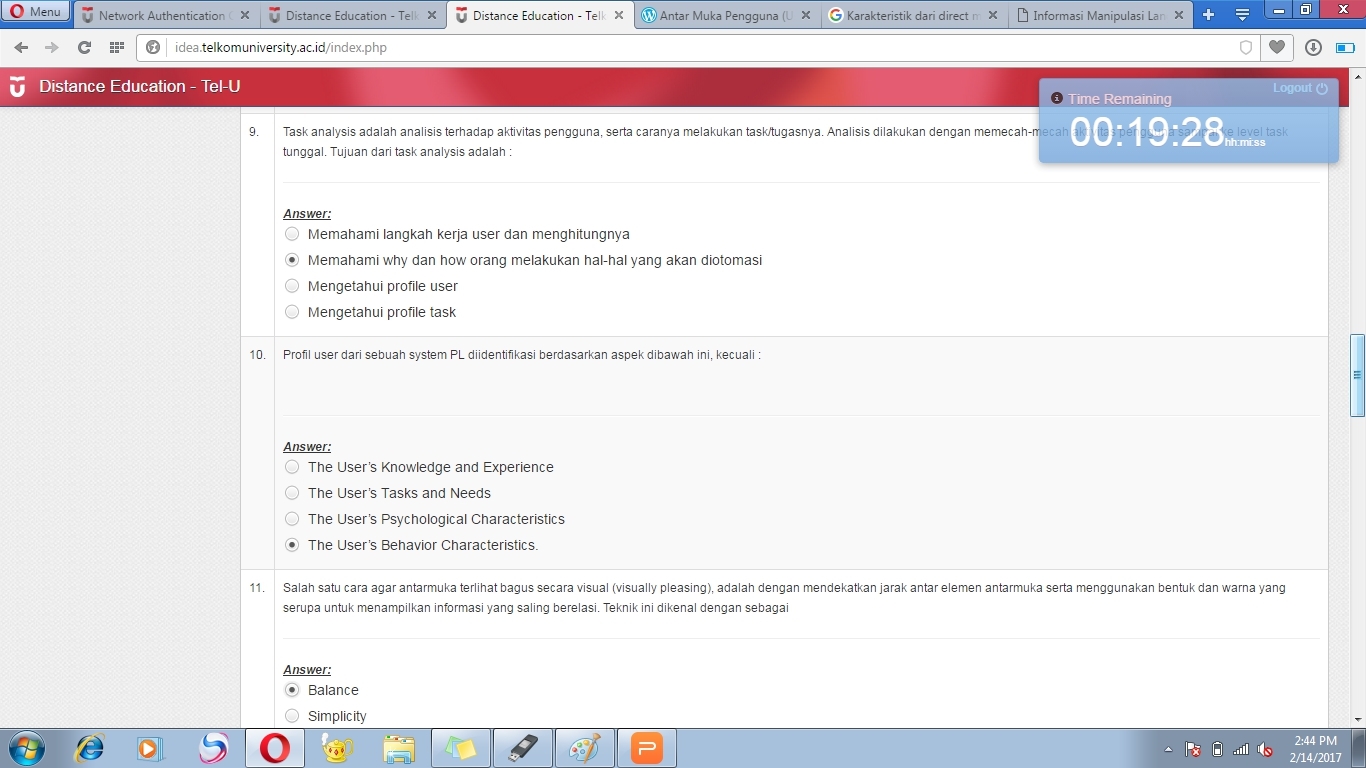 Menu
Network Authentication
Distance Education - Telk
Distance Education - Telk
Antar Muka Pengguna (U
Karakteristik dari direct m
Informasi Manipulasi Lan
idea.telkomuniversity.ac.id/index.php
Distance Education - Tel-U
Logout
Time Remaining
00:19:28 hh:mi:ss
9. Task analysis adalah analisis terhadap aktivitas pengguna, serta caranya melakukan task/tugasnya. Analisis dilakukan dengan memecah-mecah aktivitas pengguna sampai ke level task
tunggal. Tujuan dari task analysis adalah :
Answer:
Memahami langkah kerja user dan menghitungnya
Memahami why dan how orang melakukan hal-hal yang akan diotomasi
Mengetahui profile user
Mengetahui profile task
10. Profil user dari sebuah system PL diidentifikasi berdasarkan aspek dibawah ini, kecuali :
Answer:
The User’s Knowledge and Experience
The User’s Tasks and Needs
The User’s Psychological Characteristics
The User’s Behavior Characteristics.
11. Salah satu cara agar antarmuka terlihat bagus secara visual (visually pleasing), adalah dengan mendekatkan jarak antar elemen antarmuka serta menggunakan bentuk dan warna yang
serupa untuk menampilkan informasi yang saling berelasi. Teknik ini dikenal dengan sebagai
Answer:
Balance
Simplicity
2:44 PM
2/14/2017